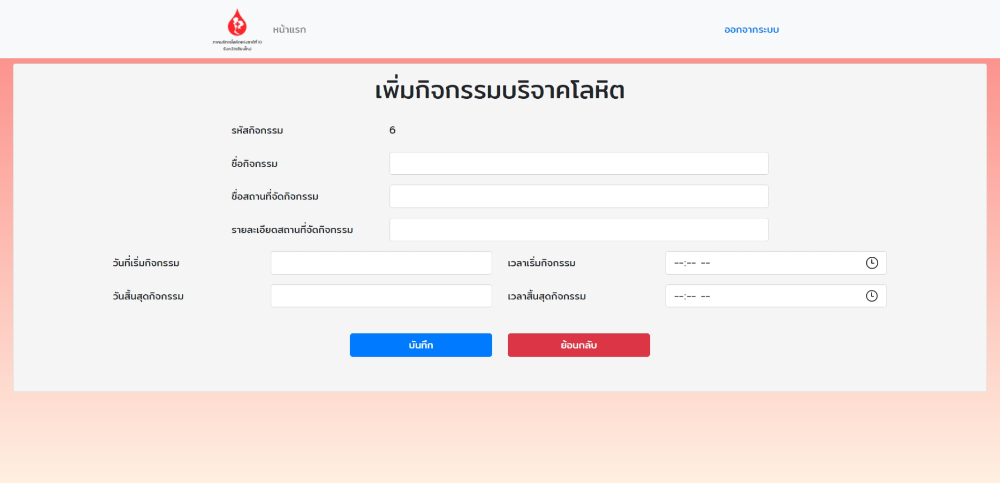 ภาคบริการโลหิตแห่งชาติที่ 10
จังหวัดเชียงใหม่
หน้าแรก
ออกจากระบบ
เพิ่มกิจกรรมบริจาคโลหิต
รหัสกิจกรรม 6
ชื่อกิจกรรม
ชื่อสถานที่จัดกิจกรรม
รายละเอียดสถานที่จัดกิจกรรม
วันที่เริ่มกิจกรรม เวลาเริ่มกิจกรรม --:-- --
วันสิ้นสุดกิจกรรม เวลาสิ้นสุดกิจกรรม --:-- --
บันทึก ย้อนกลับ